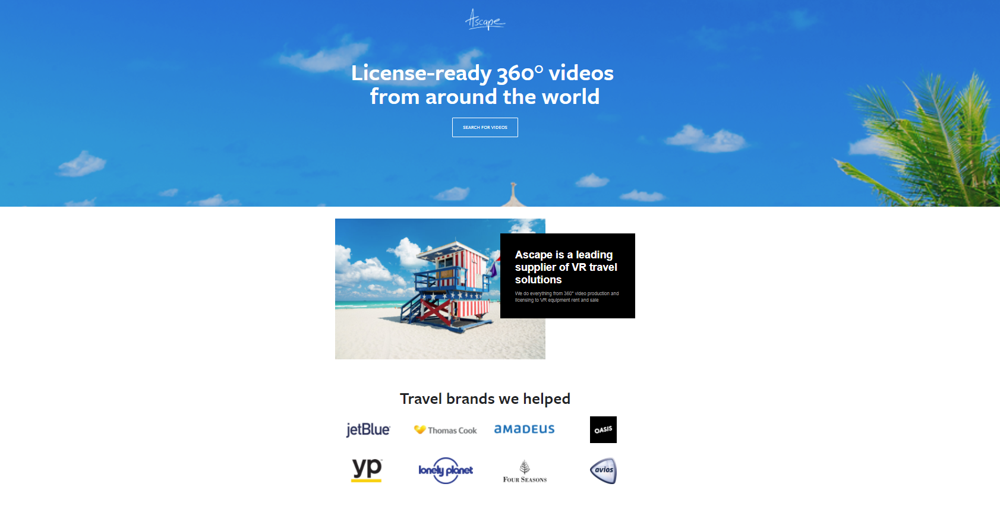 Ascape
License-ready 360° videos
from around the world
SEARCH FOR VIDEOS
Ascape is a leading
supplier of VR travel
solutions
We do everything from 360° video production and
licensing to VR equipment rent and sale
Travel brands we helped
jetBlue
Thomas Cook
amadeus
OASIS
yp
lonely planet
FOUR SEASONS
avios